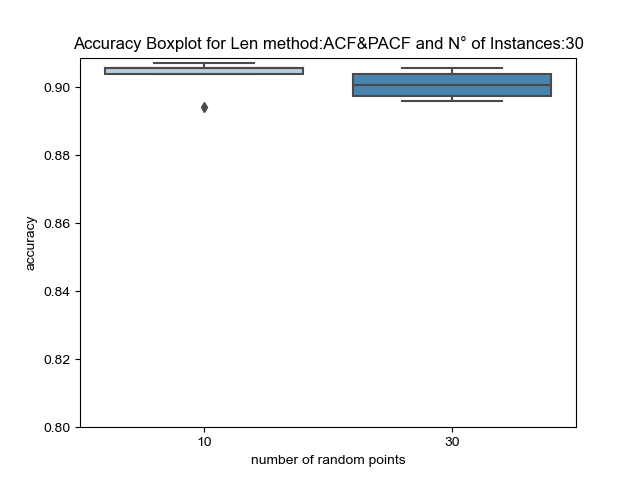 Accuracy Boxplot for Len method:ACF&PACF and N° of Instances:30
0.90
0.88
0.86
0.84
0.82
0.80
accuracy
10
30
number of random points